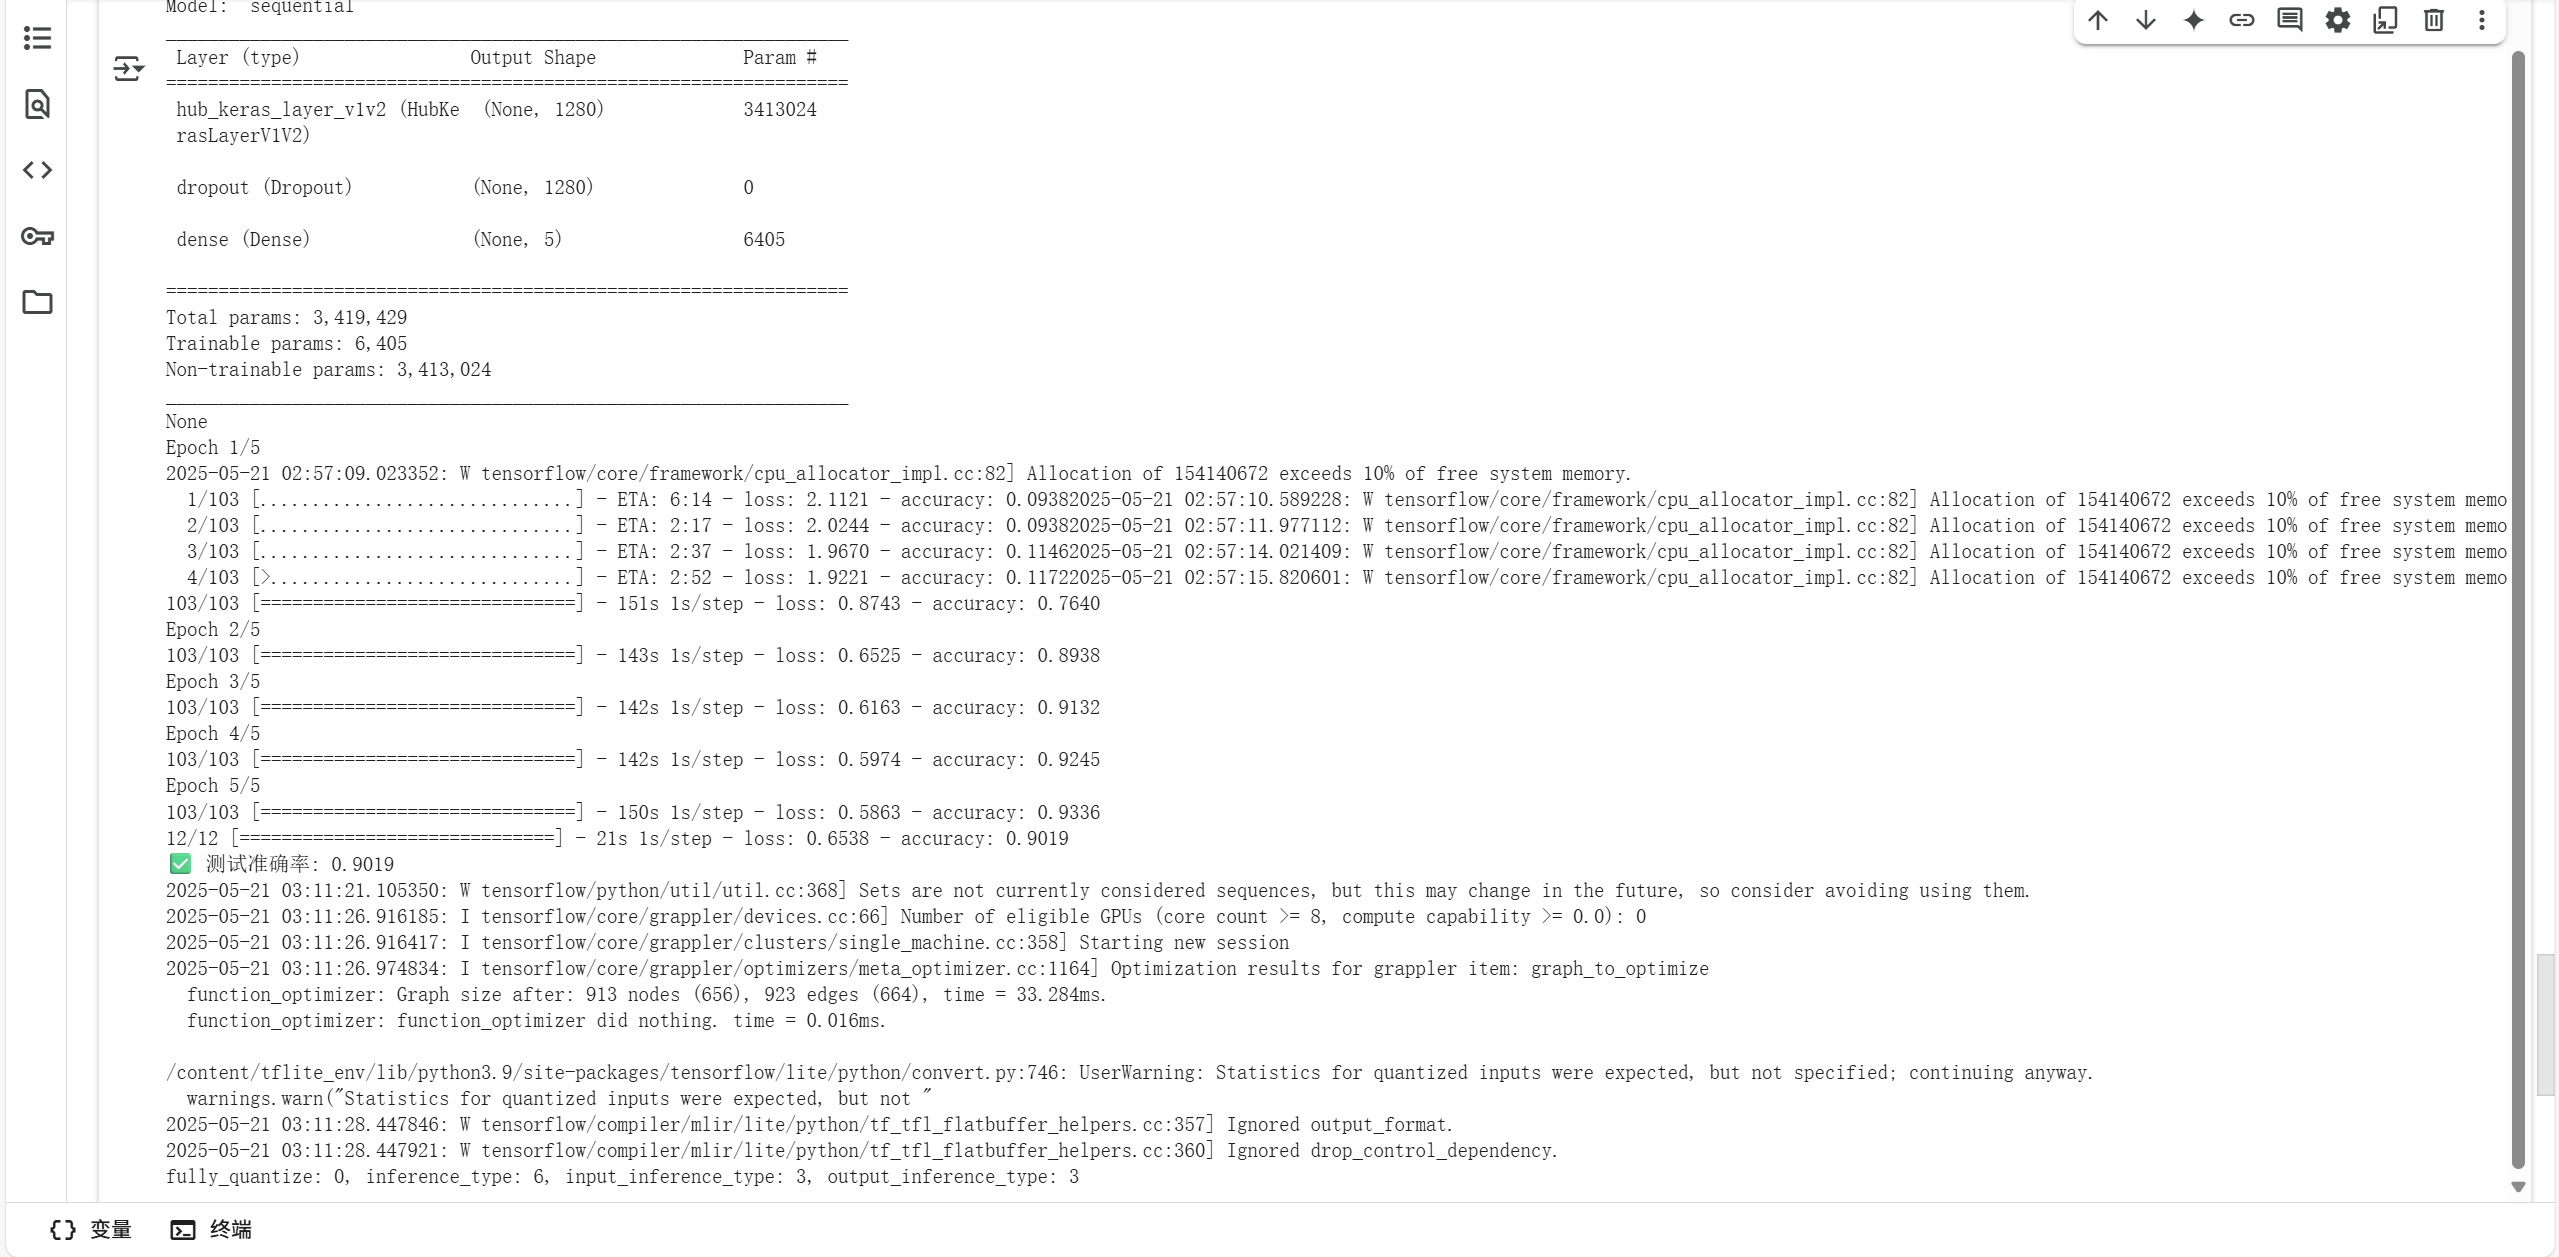 Model: "sequential"
_________________________________________________________________
Layer (type)                Output Shape              Param #
=================================================================
hub_keras_layer_v1v2 (HubKe  (None, 1280)             3413024
rasLayerV1V2)
dropout (Dropout)           (None, 1280)              0
dense (Dense)               (None, 5)                 6405
=================================================================
Total params: 3,419,429
Trainable params: 6,405
Non-trainable params: 3,413,024
_________________________________________________________________
None
Epoch 1/5
2025-05-21 02:57:09.023352: W tensorflow/core/framework/cpu_allocator_impl.cc:82] Allocation of 154140672 exceeds 10% of free system memory.
1/103 [..............................] - ETA: 6:14 - loss: 2.1121 - accuracy: 0.09382025-05-21 02:57:10.589228: W tensorflow/core/framework/cpu_allocator_impl.cc:82] Allocation of 154140672 exceeds 10% of free system memo
2/103 [..............................] - ETA: 2:17 - loss: 2.0244 - accuracy: 0.09382025-05-21 02:57:11.977112: W tensorflow/core/framework/cpu_allocator_impl.cc:82] Allocation of 154140672 exceeds 10% of free system memo
3/103 [..............................] - ETA: 2:37 - loss: 1.9670 - accuracy: 0.11462025-05-21 02:57:14.021409: W tensorflow/core/framework/cpu_allocator_impl.cc:82] Allocation of 154140672 exceeds 10% of free system memo
4/103 [>.............................] - ETA: 2:52 - loss: 1.9221 - accuracy: 0.11722025-05-21 02:57:15.820601: W tensorflow/core/framework/cpu_allocator_impl.cc:82] Allocation of 154140672 exceeds 10% of free system memo
103/103 [==============================] - 151s 1s/step - loss: 0.8743 - accuracy: 0.7640
Epoch 2/5
103/103 [==============================] - 143s 1s/step - loss: 0.6525 - accuracy: 0.8938
Epoch 3/5
103/103 [==============================] - 142s 1s/step - loss: 0.6163 - accuracy: 0.9132
Epoch 4/5
103/103 [==============================] - 142s 1s/step - loss: 0.5974 - accuracy: 0.9245
Epoch 5/5
103/103 [==============================] - 150s 1s/step - loss: 0.5863 - accuracy: 0.9336
12/12 [==============================] - 21s 1s/step - loss: 0.6538 - accuracy: 0.9019
✅ 测试准确率: 0.9019
2025-05-21 03:11:21.105350: W tensorflow/python/util/util.cc:368] Sets are not currently considered sequences, but this may change in the future, so consider avoiding using them.
2025-05-21 03:11:26.916185: I tensorflow/core/grappler/devices.cc:66] Number of eligible GPUs (core count >= 8, compute capability >= 0.0): 0
2025-05-21 03:11:26.916417: I tensorflow/core/grappler/clusters/single_machine.cc:358] Starting new session
2025-05-21 03:11:26.974834: I tensorflow/core/grappler/optimizers/meta_optimizer.cc:1164] Optimization results for grappler item: graph_to_optimize
function_optimizer: Graph size after: 913 nodes (656), 923 edges (664), time = 33.284ms.
function_optimizer: function_optimizer did nothing. time = 0.016ms.
/content/tflite_env/lib/python3.9/site-packages/tensorflow/lite/python/convert.py:746: UserWarning: Statistics for quantized inputs were expected, but not specified; continuing anyway.
warnings.warn("Statistics for quantized inputs were expected, but not "
2025-05-21 03:11:28.447846: W tensorflow/compiler/mlir/lite/python/tf_tfl_flatbuffer_helpers.cc:357] Ignored output_format.
2025-05-21 03:11:28.447921: W tensorflow/compiler/mlir/lite/python/tf_tfl_flatbuffer_helpers.cc:360] Ignored drop_control_dependency.
fully_quantize: 0, inference_type: 6, input_inference_type: 3, output_inference_type: 3
变量 终端